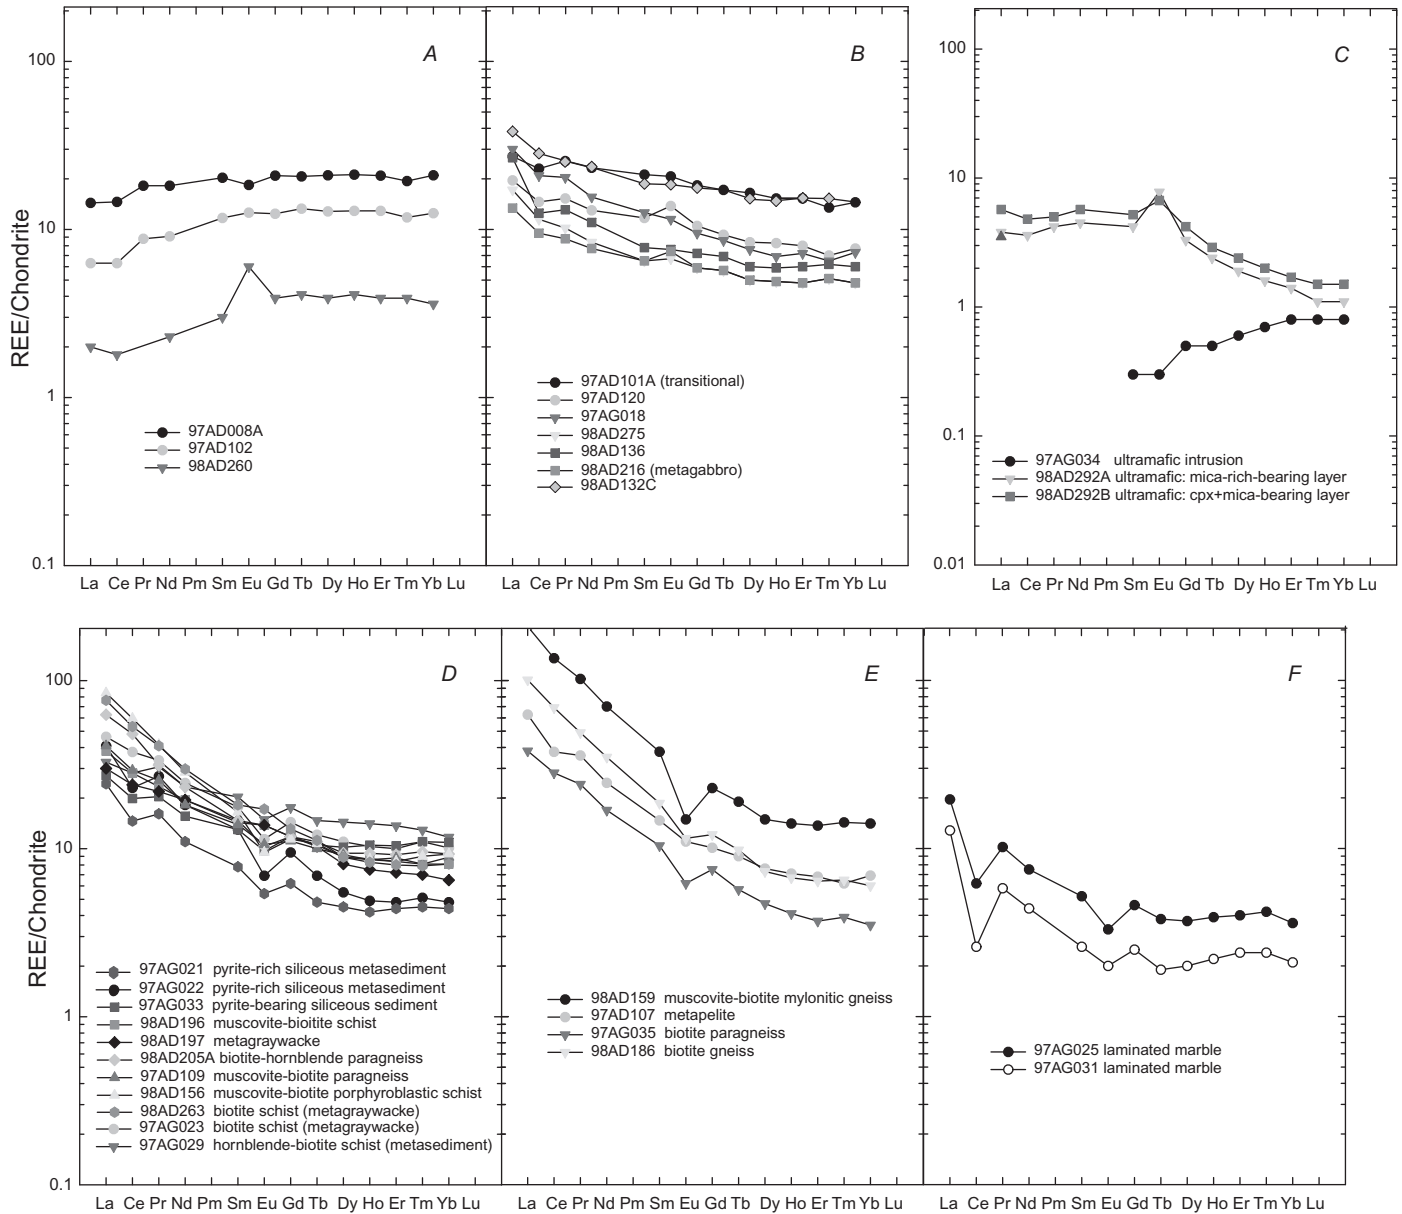 A
REE/Chondrite
100
10
1
0.1
97AD008A
97AD102
98AD260
La Ce Pr Nd Pm Sm Eu Gd Tb Dy Ho Er Tm Yb Lu
B
97AD101A (transitional)
97AD120
97AG018
98AD275
98AD136
98AD216 (metagabbro)
98AD132C
La Ce Pr Nd Pm Sm Eu Gd Tb Dy Ho Er Tm Yb Lu
C
100
10
1
0.1
0.01
97AG034 ultramafic intrusion
98AD292A ultramafic: mica-rich-bearing layer
98AD292B ultramafic: cpx+mica-bearing layer
La Ce Pr Nd Pm Sm Eu Gd Tb Dy Ho Er Tm Yb Lu
D
REE/Chondrite
100
10
1
0.1
97AG021 pyrite-rich siliceous metasediment
97AG022 pyrite-rich siliceous metasediment
97AG033 pyrite-bearing siliceous sediment
98AD196 muscovite-bioitite schist
98AD197 metagraywacke
98AD205A biotite-hornblende paragneiss
97AD109 muscovite-biotite paragneiss
98AD156 muscovite-biotite porphyroblastic schist
98AD263 biotite schist (metagraywacke)
97AG023 biotite schist (metagraywacke)
97AG029 hornblende-biotite schist (metasediment)
La Ce Pr Nd Pm Sm Eu Gd Tb Dy Ho Er Tm Yb Lu
E
98AD159 muscovite-biotite mylonitic gneiss
97AD107 metapelite
97AG035 biotite paragneiss
98AD186 biotite gneiss
La Ce Pr Nd Pm Sm Eu Gd Tb Dy Ho Er Tm Yb Lu
F
97AG025 laminated marble
97AG031 laminated marble
La Ce Pr Nd Pm Sm Eu Gd Tb Dy Ho Er Tm Yb Lu